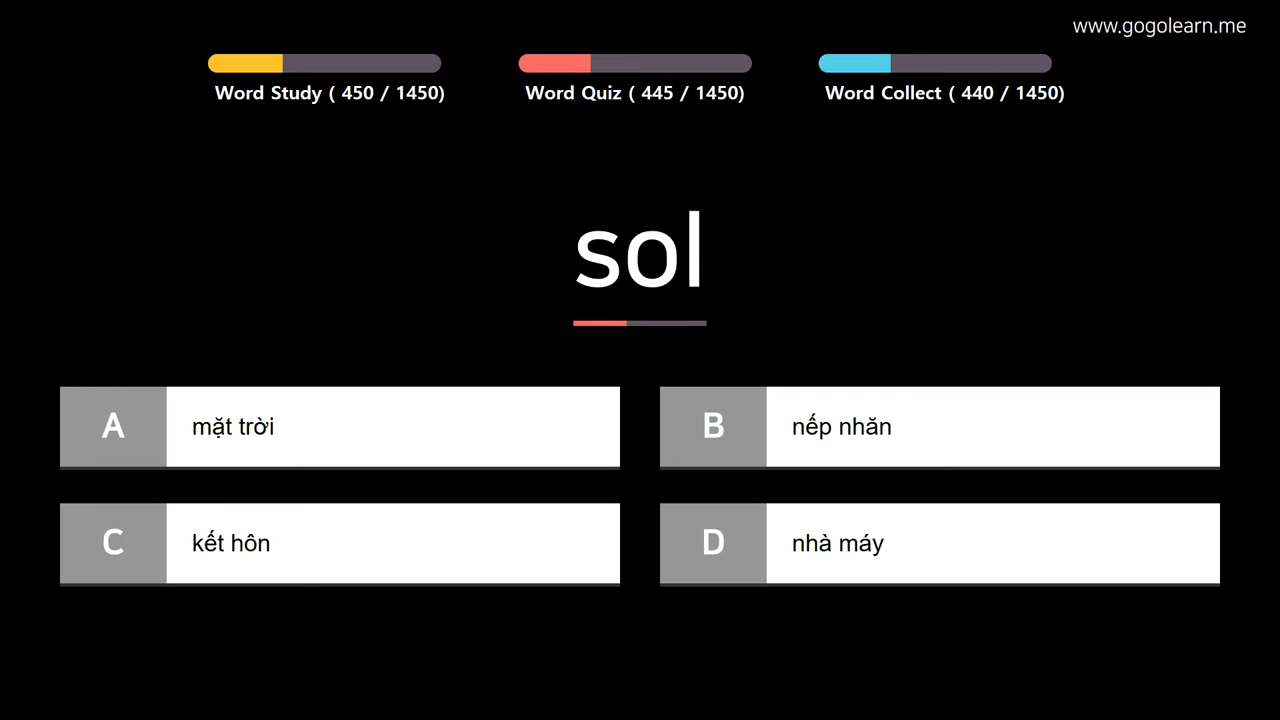 www.gogolearn.me
Word Study ( 450 / 1450)
Word Quiz ( 445 / 1450)
Word Collect ( 440 / 1450)
sol
A mặt trời
B nếp nhăn
C kết hôn
D nhà máy